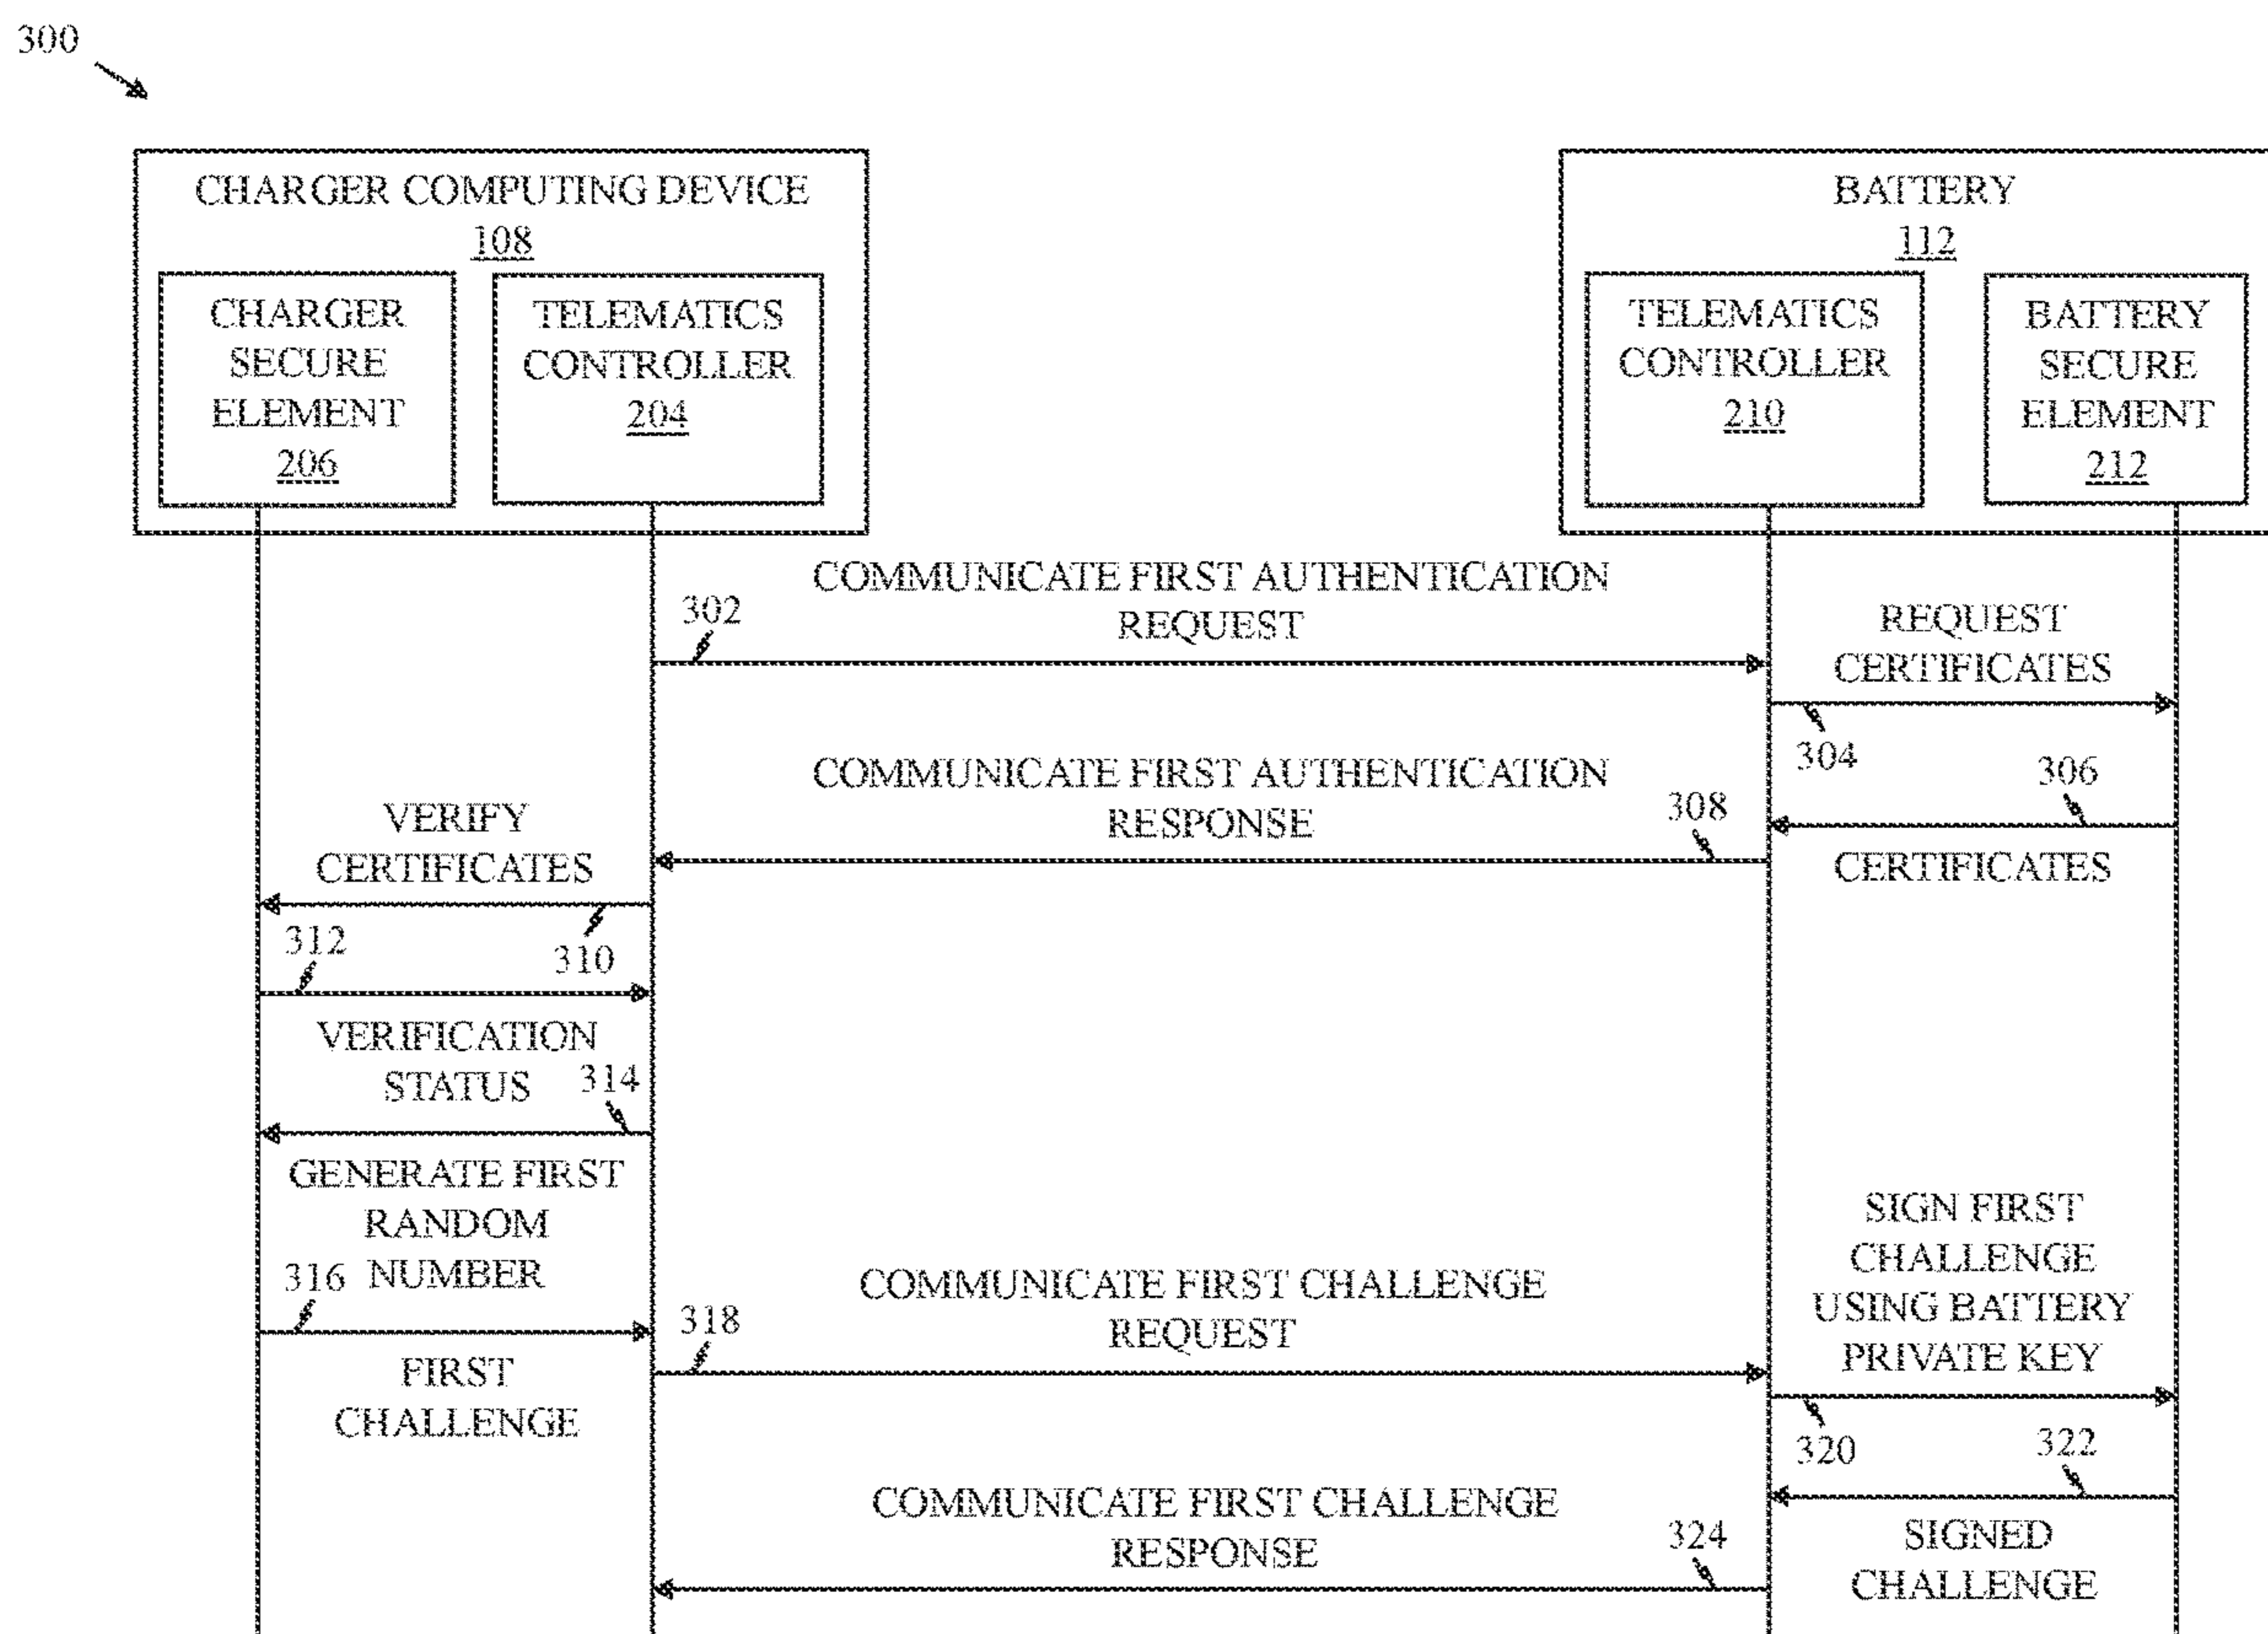 300
CHARGER COMPUTING DEVICE
108
CHARGER
SECURE
ELEMENT
206
TELEMATICS
CONTROLLER
204
BATTERY
112
TELEMATICS
CONTROLLER
210
BATTERY
SECURE
ELEMENT
212
COMMUNICATE FIRST AUTHENTICATION
REQUEST
302
REQUEST
CERTIFICATES
304
306
CERTIFICATES
COMMUNICATE FIRST AUTHENTICATION
RESPONSE
308
VERIFY
CERTIFICATES
310
312
VERIFICATION
STATUS
314
GENERATE FIRST
RANDOM
NUMBER
316
FIRST
CHALLENGE
COMMUNICATE FIRST CHALLENGE
REQUEST
318
SIGN FIRST
CHALLENGE
USING BATTERY
PRIVATE KEY
320
322
SIGNED
CHALLENGE
COMMUNICATE FIRST CHALLENGE
RESPONSE
324